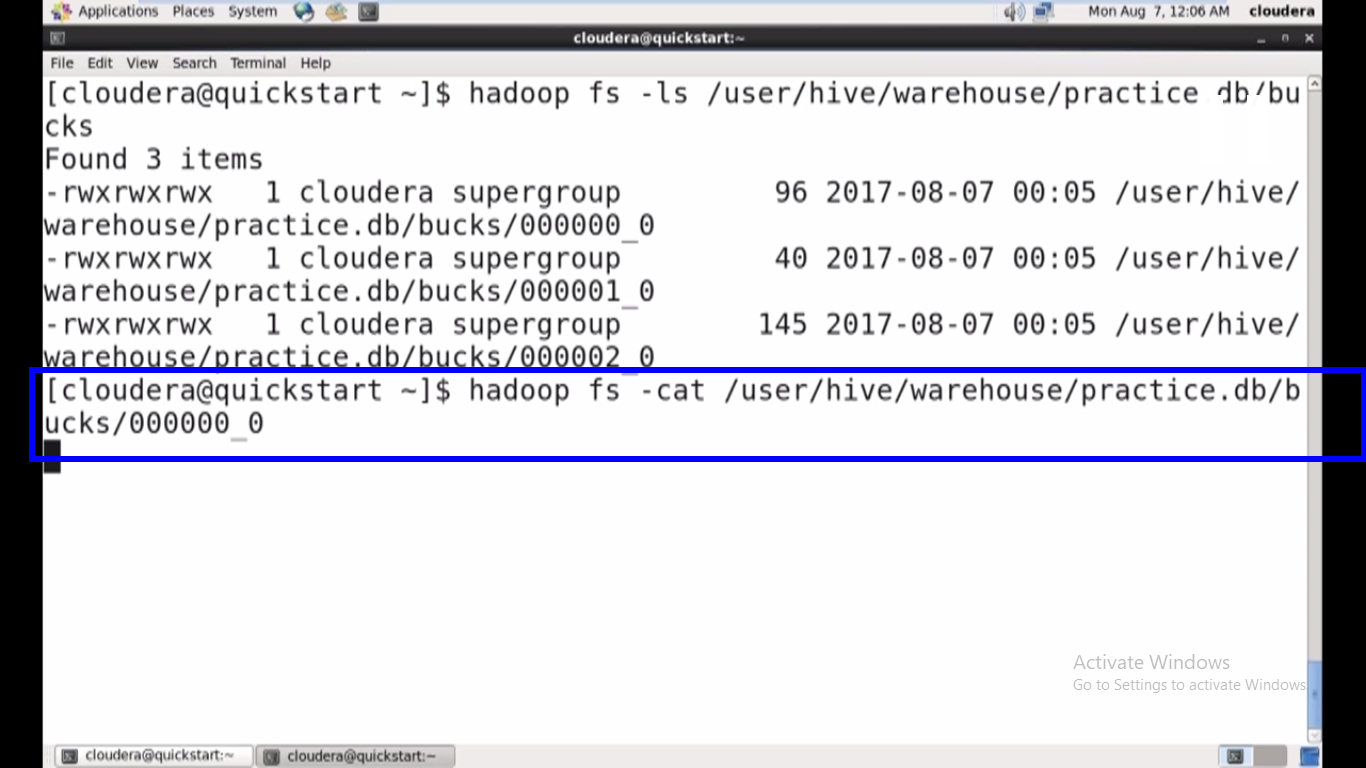 Applications Places System Mon Aug 7, 12:06 AM cloudera
cloudera@quickstart:~
File Edit View Search Terminal Help
[cloudera@quickstart ~]$ hadoop fs -ls /user/hive/warehouse/practice.db/bu
cks
Found 3 items
-rwxrwxrwx 1 cloudera supergroup 96 2017-08-07 00:05 /user/hive/
warehouse/practice.db/bucks/000000_0
-rwxrwxrwx 1 cloudera supergroup 40 2017-08-07 00:05 /user/hive/
warehouse/practice.db/bucks/000001_0
-rwxrwxrwx 1 cloudera supergroup 145 2017-08-07 00:05 /user/hive/
warehouse/practice.db/bucks/000002_0
[cloudera@quickstart ~]$ hadoop fs -cat /user/hive/warehouse/practice.db/b
ucks/000000_0
Activate Windows
Go to Settings to activate Windows
cloudera@quickstart:~ cloudera@quickstart:~